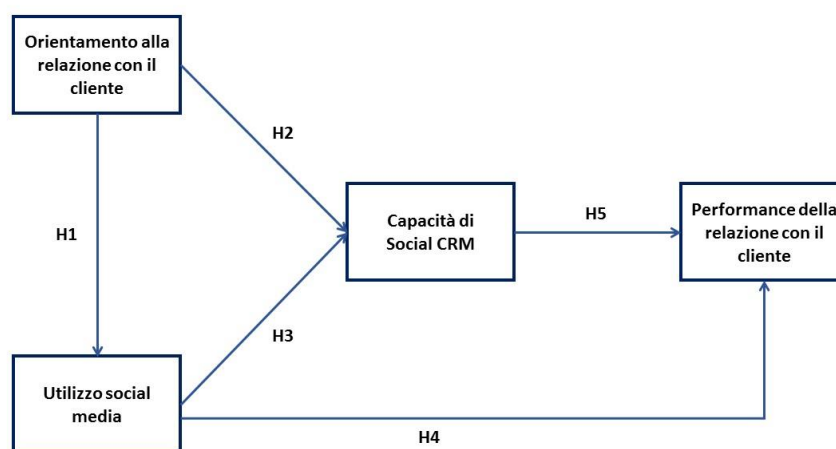 Orientamento alla
relazione con il
cliente
H2
H1
Capacità di
Social CRM
H5
Performance della
relazione con il
cliente
H3
Utilizzo social
media
H4